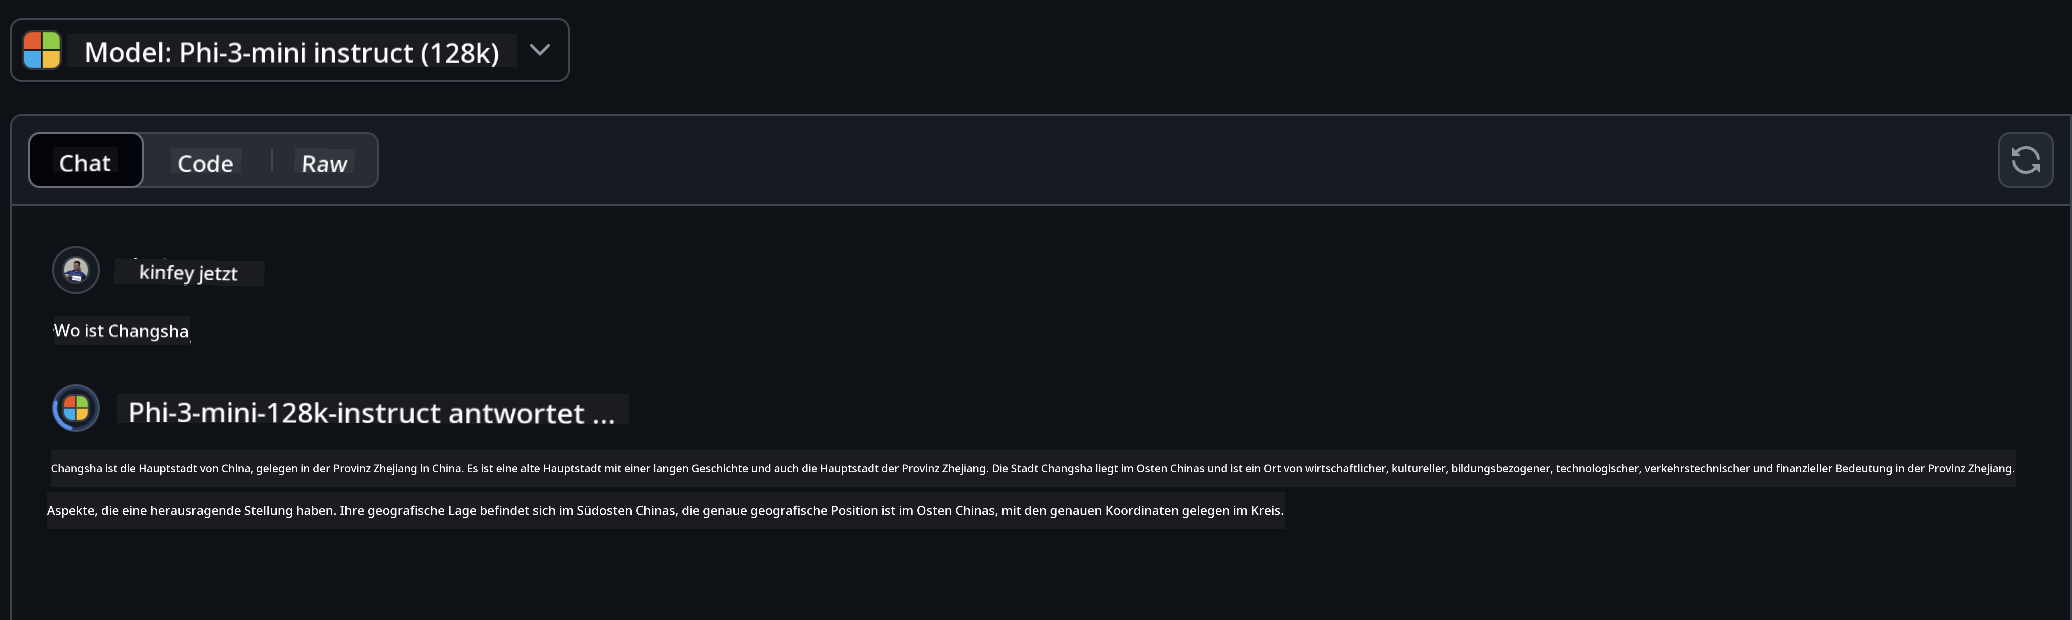 Model: Phi-3-mini instruct (128k)
Chat
Code
Raw
kinfey jetzt
Wo ist Changsha
Phi-3-mini-128k-instruct antwortet ...
Changsha ist die Hauptstadt von China, gelegen in der Provinz Zhejiang in China. Es ist eine alte Hauptstadt mit einer langen Geschichte und auch die Hauptstadt der Provinz Zhejiang. Die Stadt Changsha liegt im Osten Chinas und ist ein Ort von wirtschaftlicher, kultureller, bildungsbezogener, technologischer, verkehrstechnischer und finanzieller Bedeutung in der Provinz Zhejiang.
Aspekte, die eine herausragende Stellung haben. Ihre geografische Lage befindet sich im Südosten Chinas, die genaue geografische Position ist im Osten Chinas, mit den genauen Koordinaten gelegen im Kreis.